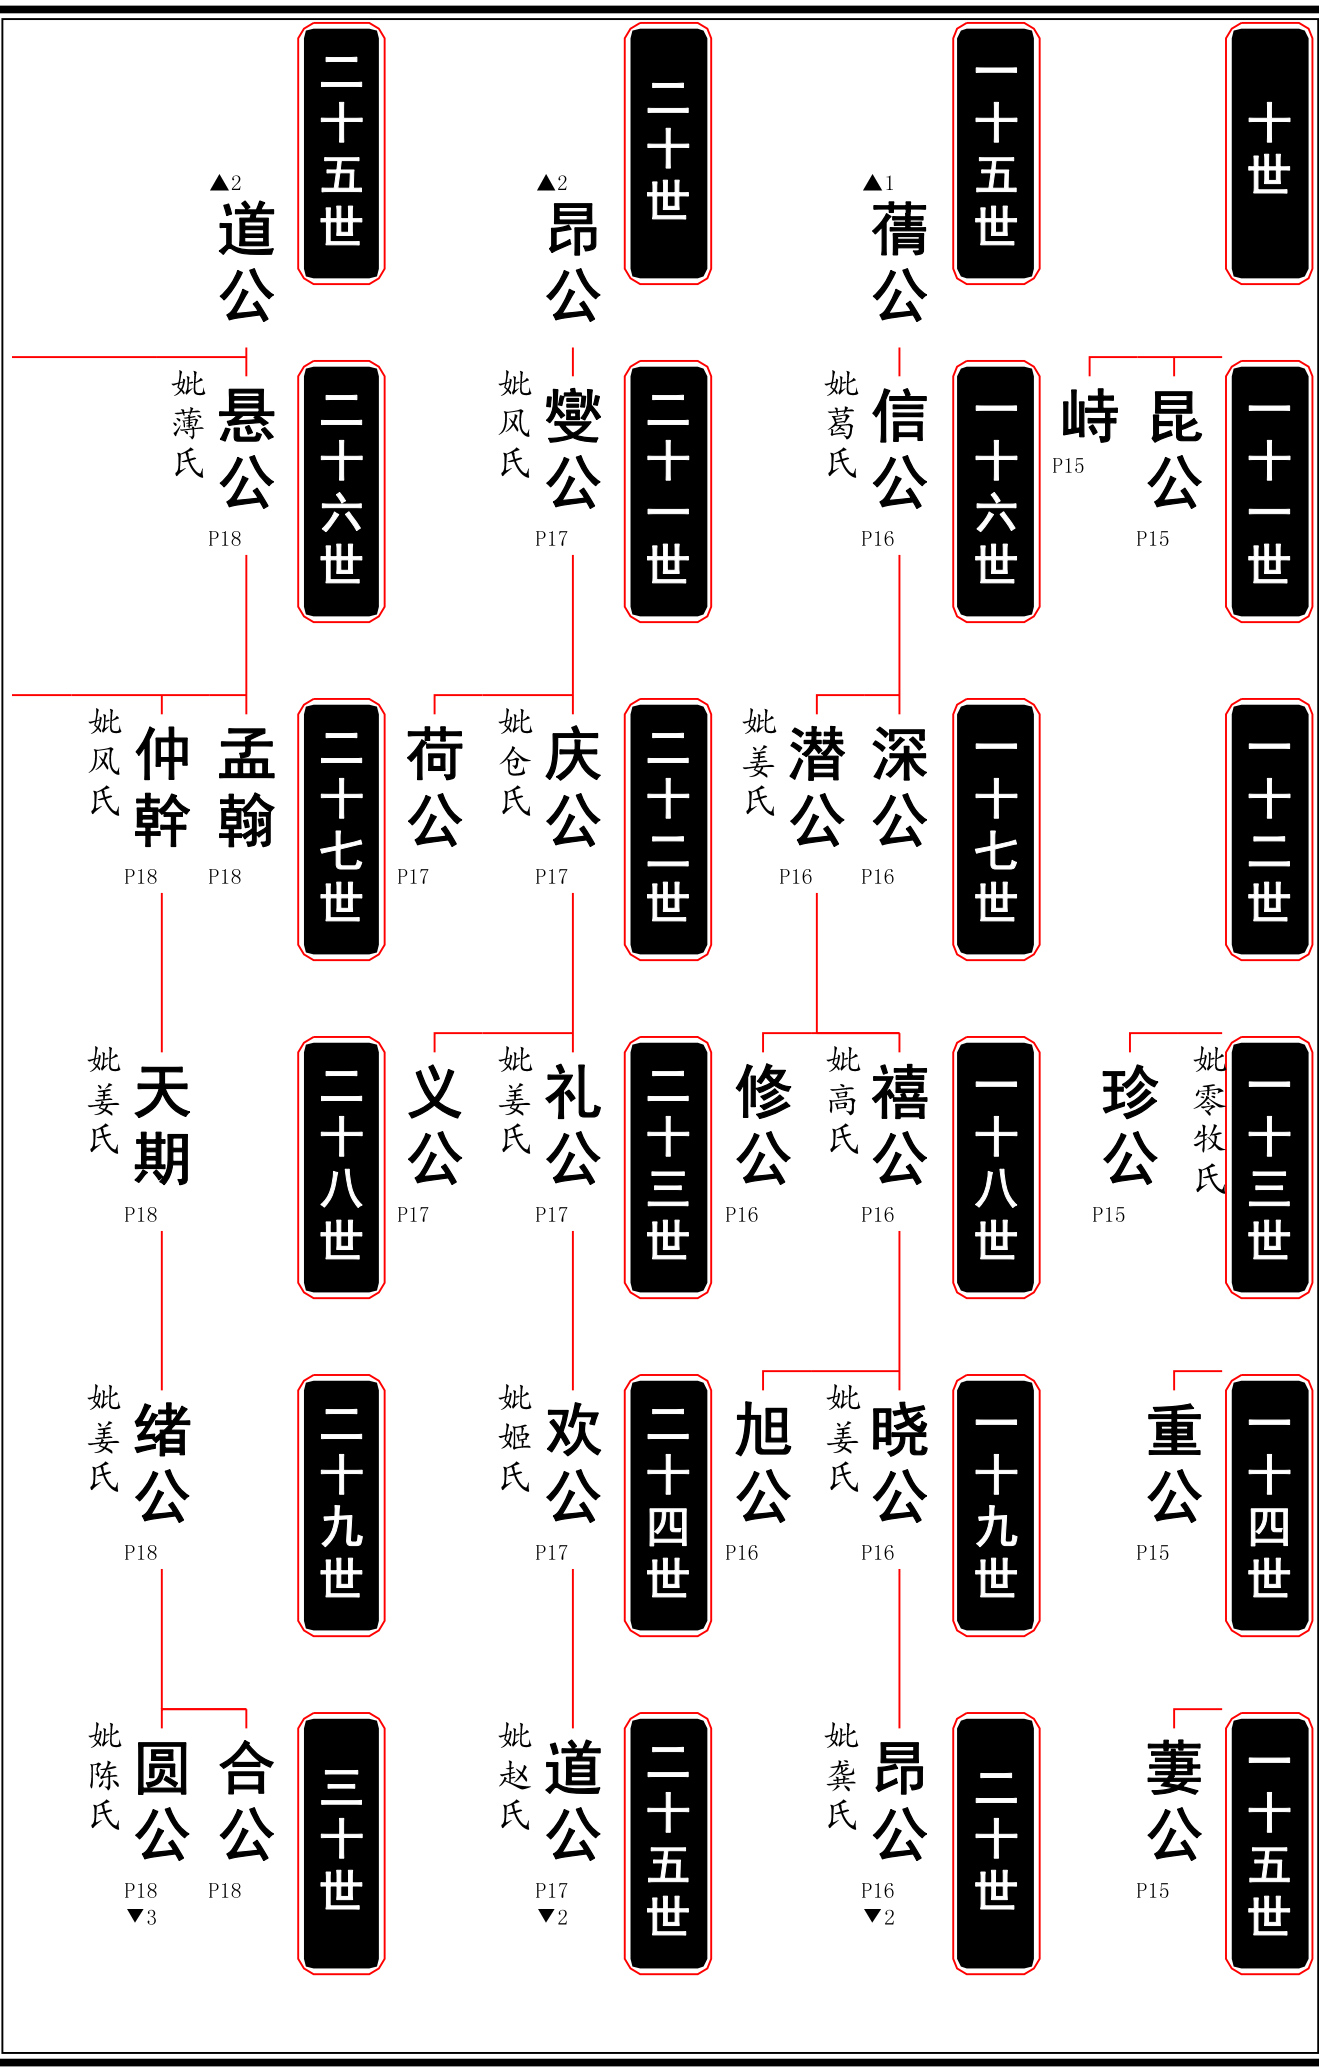 十世
一十一世
昆公
P15
峙
P15
一十二世
一十三世
妣零牧氏
珍公
P15
一十四世
重公
P15
一十五世
萋公
P15
一十五世
▲1
蒨公
一十六世
信公
妣葛氏
P16
一十七世
深公
P16
潜公
妣姜氏
P16
一十八世
禧公
妣高氏
P16
修公
P16
一十九世
晓公
妣姜氏
P16
旭公
P16
二十世
昂公
妣龚氏
P16
▼2
二十世
▲2
昂公
二十一世
燮公
妣风氏
P17
二十二世
庆公
妣仓氏
P17
荷公
P17
二十三世
礼公
妣姜氏
P17
义公
P17
二十四世
欢公
妣姬氏
P17
二十五世
道公
妣赵氏
P17
▼2
二十五世
▲2
道公
二十六世
悬公
妣薄氏
P18
二十七世
孟翰
P18
仲幹
妣风氏
P18
二十八世
天期
妣姜氏
P18
二十九世
绪公
妣姜氏
P18
三十世
合公
P18
圆公
妣陈氏
P18
▼3